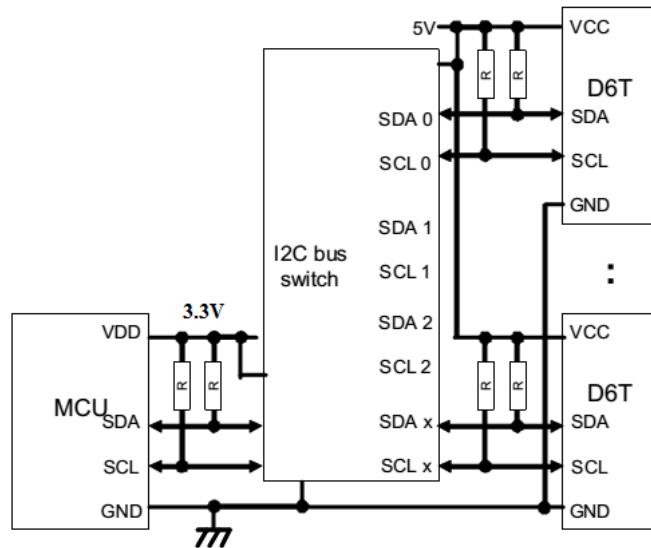 5V
VCC
R
R
D6T
SDA 0
SDA
SCL 0
SCL
GND
SDA 1
I2C bus
switch
SCL 1
:
3.3V
SDA 2
VDD
VCC
SCL 2
R
R
R
R
MCU
D6T
SDA
SDA x
SDA
SCL
SCL x
SCL
GND
GND